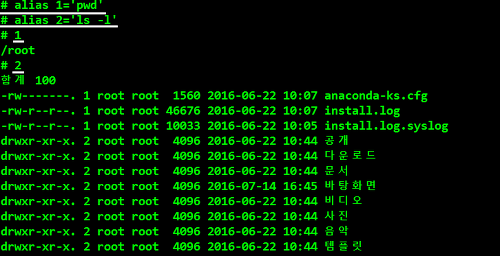 # alias 1='pwd'
# alias 2='ls -l'
# 1
/root
# 2
합계 100
-rw-------. 1 root root  1560 2016-06-22 10:07 anaconda-ks.cfg
-rw-r--r--. 1 root root 46676 2016-06-22 10:07 install.log
-rw-r--r--. 1 root root 10033 2016-06-22 10:05 install.log.syslog
drwxr-xr-x. 2 root root  4096 2016-06-22 10:44 공개
drwxr-xr-x. 2 root root  4096 2016-06-22 10:44 다운로드
drwxr-xr-x. 2 root root  4096 2016-06-22 10:44 문서
drwxr-xr-x. 2 root root  4096 2016-07-14 16:45 바탕화면
drwxr-xr-x. 2 root root  4096 2016-06-22 10:44 비디오
drwxr-xr-x. 2 root root  4096 2016-06-22 10:44 사진
drwxr-xr-x. 2 root root  4096 2016-06-22 10:44 음악
drwxr-xr-x. 2 root root  4096 2016-06-22 10:44 템플릿